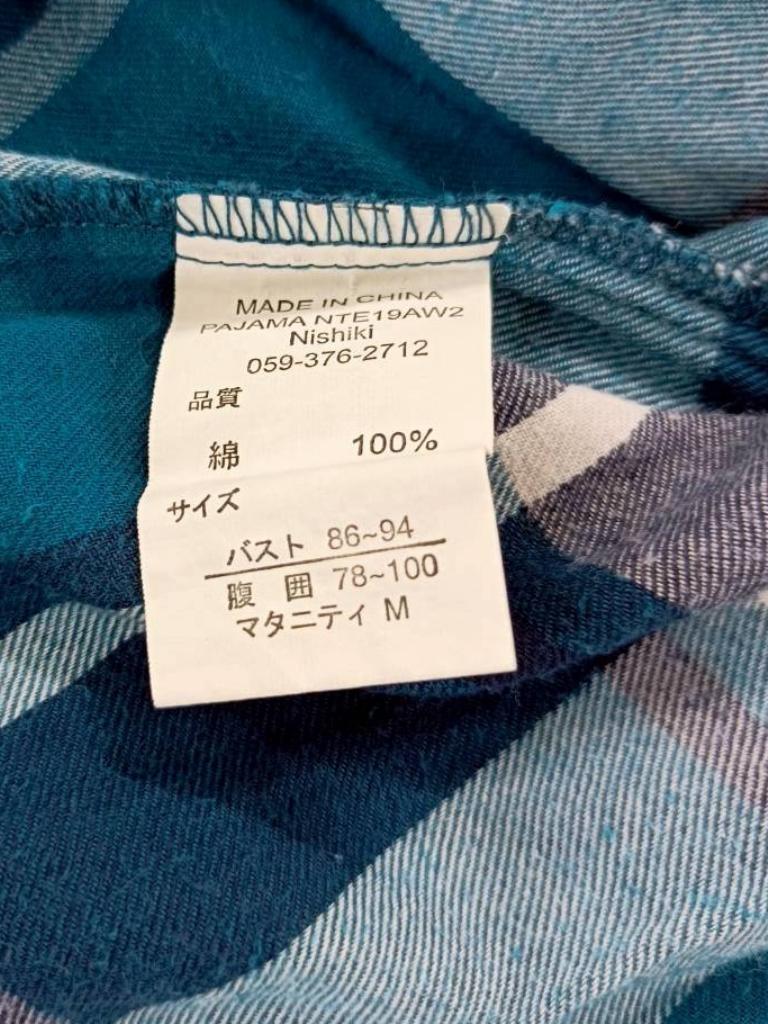 MADE IN CHINA
PAJAMA NTE19AW2
Nishiki
059-376-2712
品質
綿 100%
サイズ
バスト 86~94
腹 囲 78~100
マタニティ M